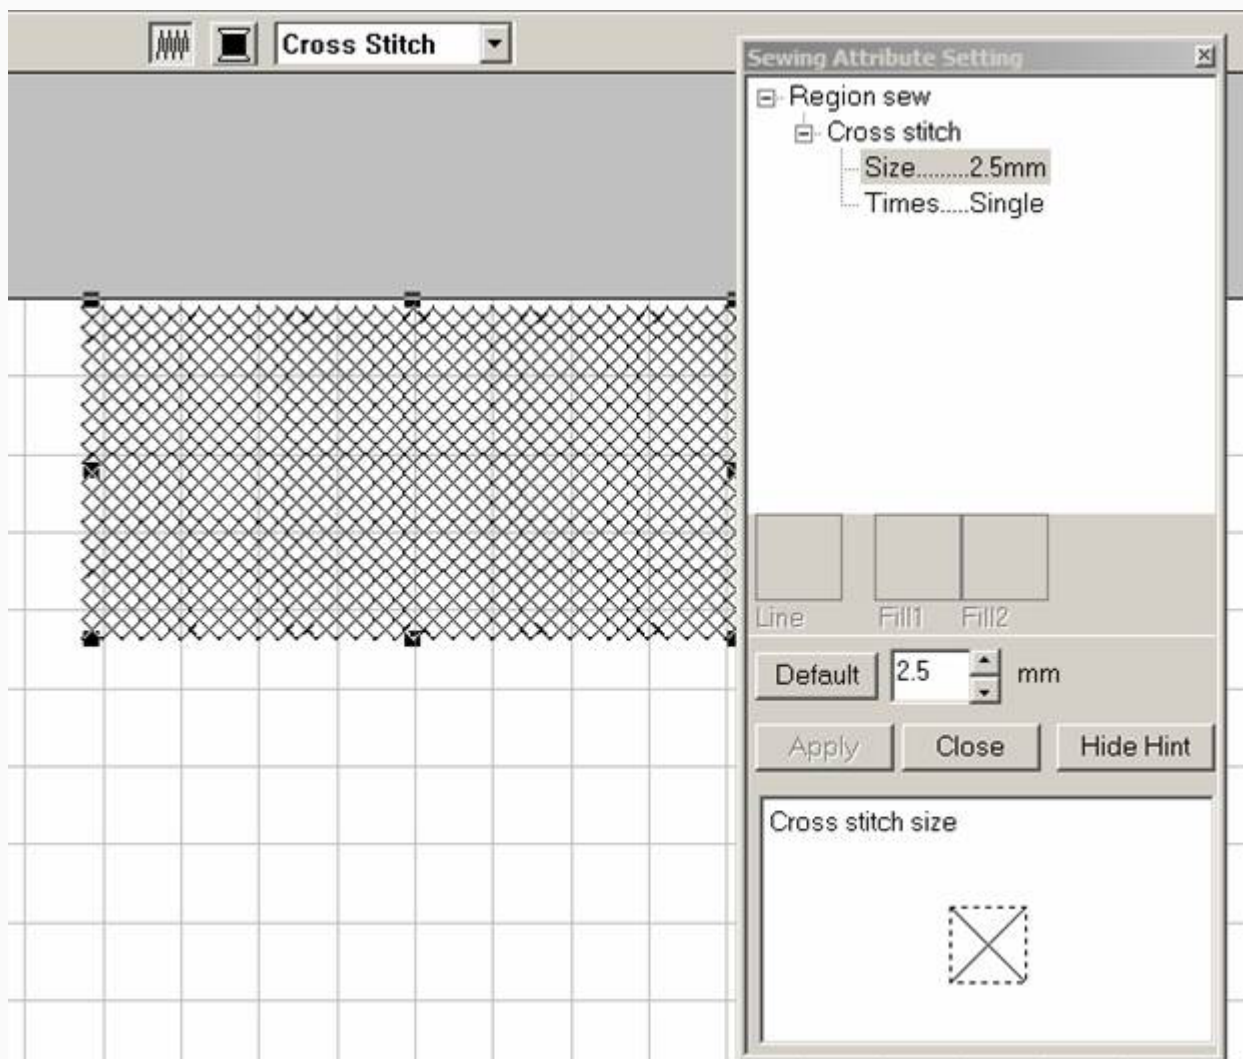 Cross Stitch
Sewing Attribute Setting
Region sew
Cross stitch
Size.........2.5mm
Times.....Single
Line Fill1 Fill2
Default 2.5 mm
Apply Close Hide Hint
Cross stitch size